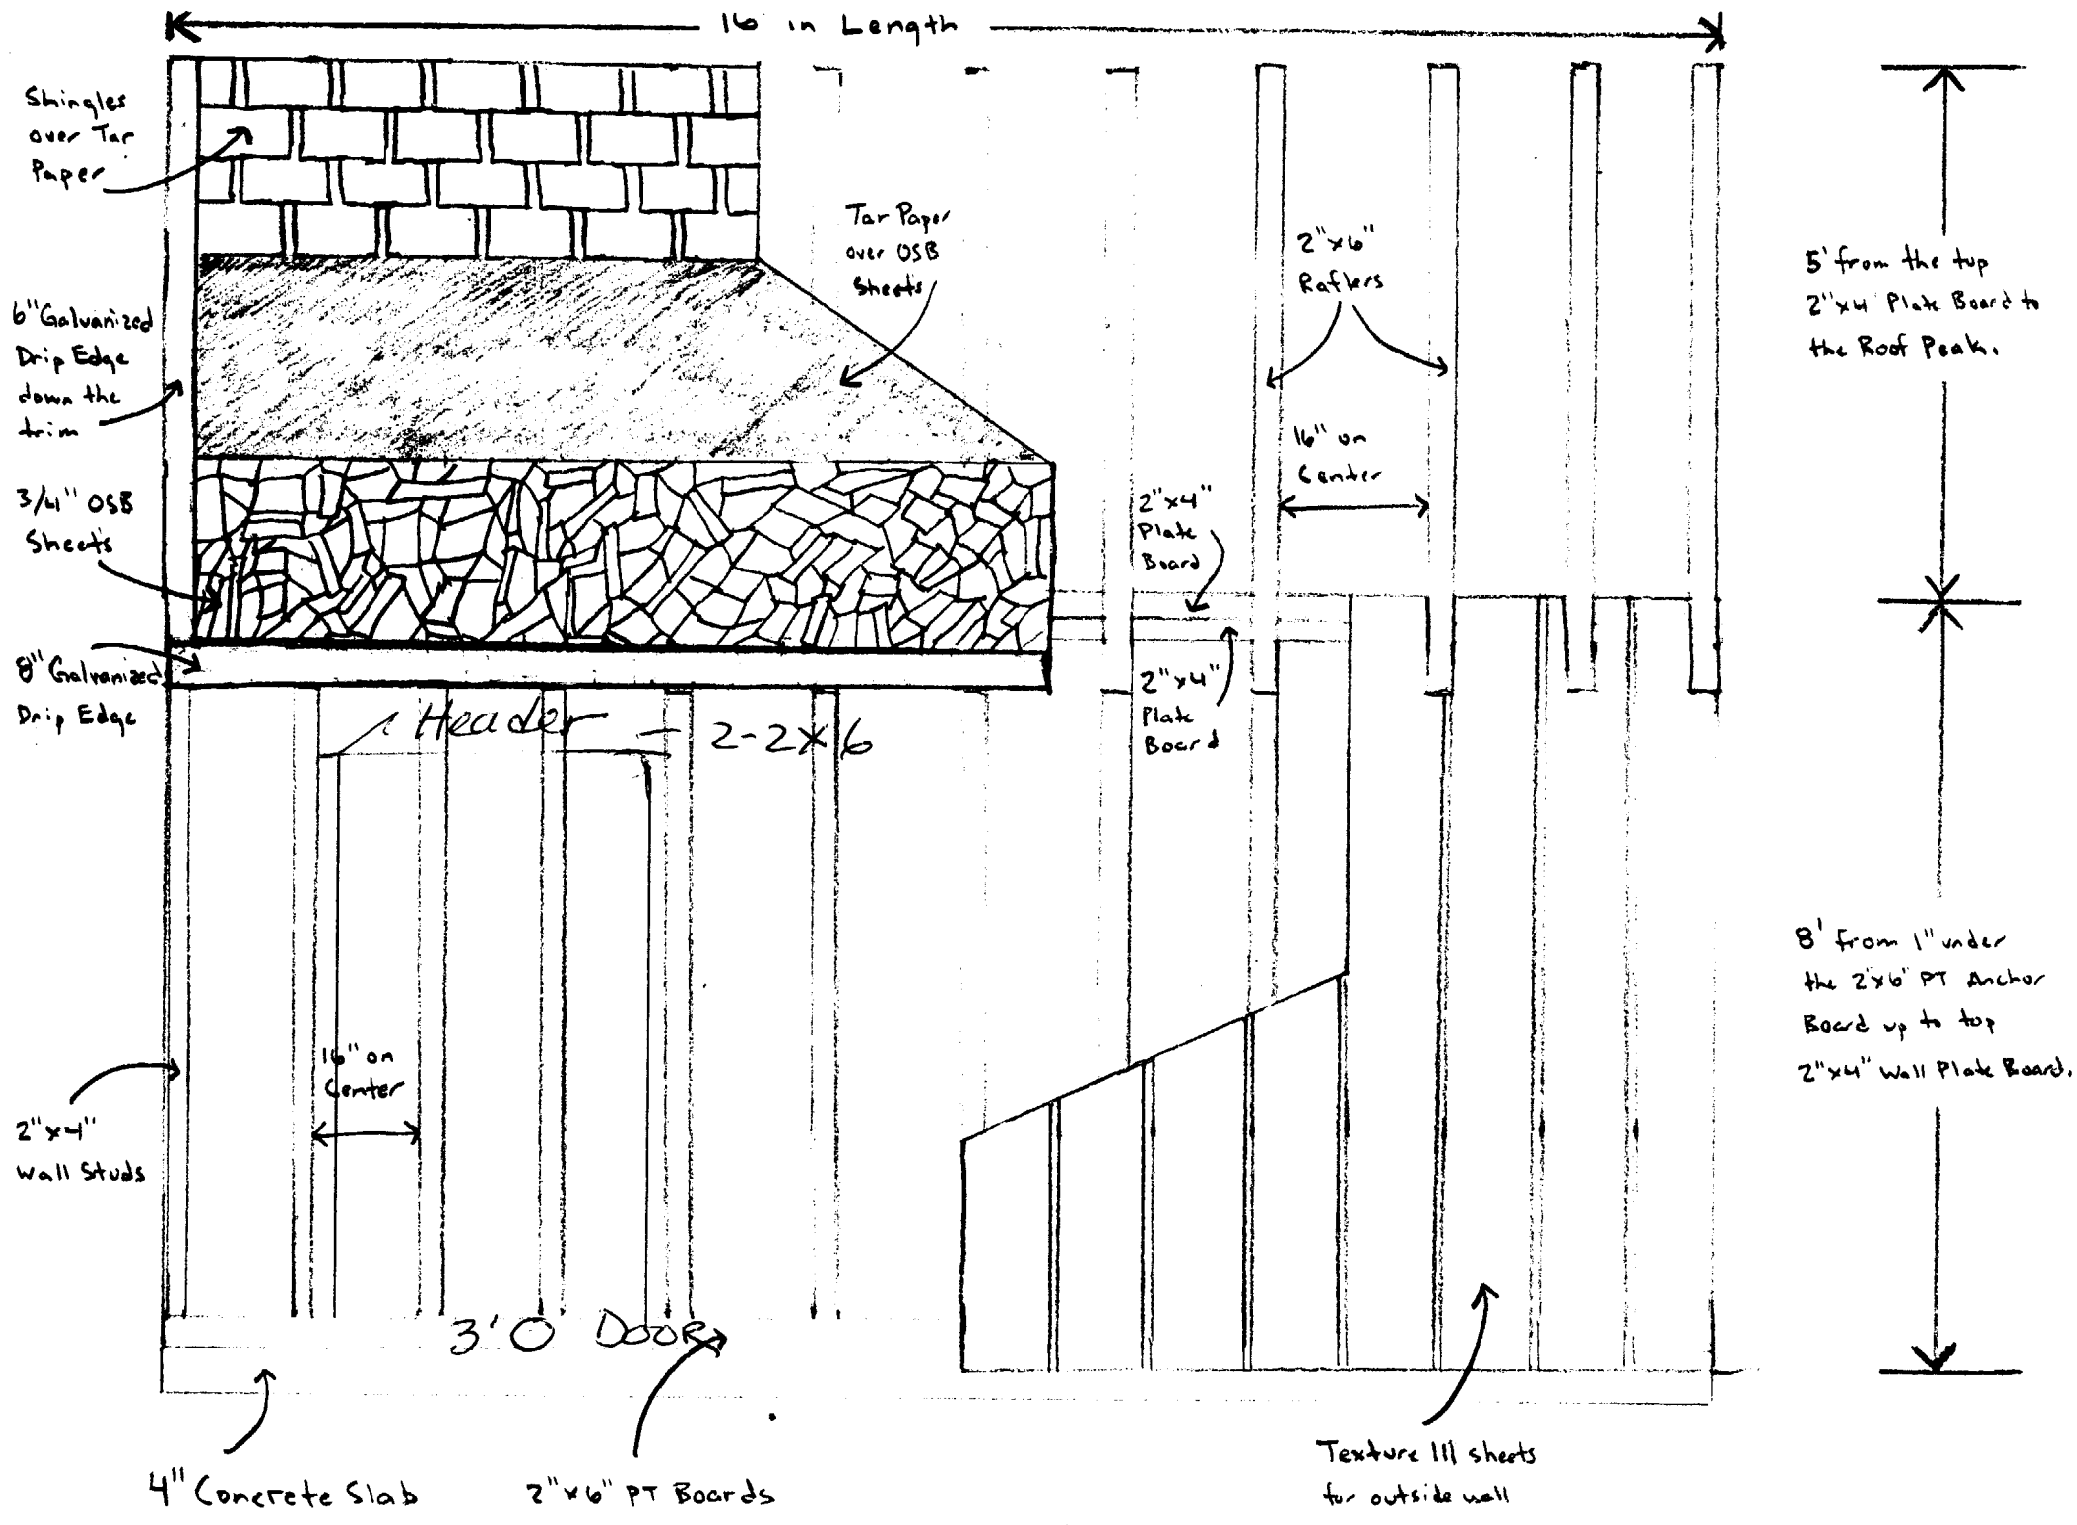 16 in Length
Shingles
over Tar
Paper
Tar Paper
over OSB
Sheets
2"x6"
Rafters
5' from the top
2"x4" Plate Board to
the Roof Peak.
6" Galvanized
Drip Edge
down the
trim
16" on
Center
3/4" OSB
Sheets
2"x4"
Plate
Board
8" Galvanized
Drip Edge
2"x4"
Plate
Board
Header - 2-2x6
8' from 1" under
the 2"x6" PT Anchor
Board up to top
2"x4" Wall Plate Board.
16" on
Center
2"x4"
Wall Studs
3'0 Door
4" Concrete Slab
2"x6" PT Boards
Texture 111 sheets
for outside wall